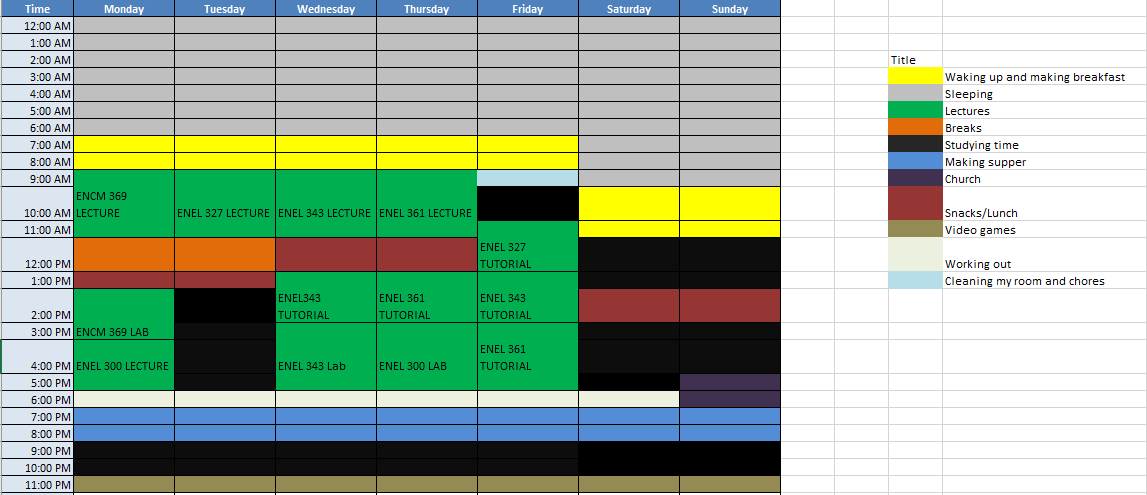 Time Monday Tuesday Wednesday Thursday Friday Saturday Sunday
12:00 AM
1:00 AM
2:00 AM Title
3:00 AM Waking up and making breakfast
4:00 AM Sleeping
5:00 AM Lectures
6:00 AM Breaks
7:00 AM Studying time
8:00 AM Making supper
9:00 AM Church
ENCM 369
10:00 AM LECTURE ENEL 327 LECTURE ENEL 343 LECTURE ENEL 361 LECTURE Snacks/Lunch
11:00 AM Video games
ENEL 327
12:00 PM TUTORIAL Working out
1:00 PM Cleaning my room and chores
ENEL343 ENEL 361 ENEL 343
2:00 PM TUTORIAL TUTORIAL TUTORIAL
3:00 PM ENCM 369 LAB
ENEL 361
4:00 PM ENEL 300 LECTURE ENEL 343 Lab ENEL 300 LAB TUTORIAL
5:00 PM
6:00 PM
7:00 PM
8:00 PM
9:00 PM
10:00 PM
11:00 PM